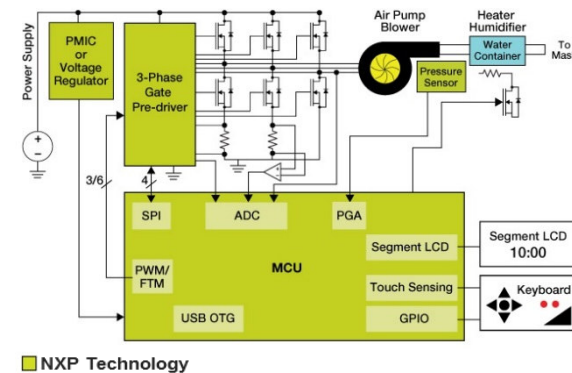 Power Supply
PMIC
or
Voltage
Regulator
3-Phase
Gate
Pre-driver
Air Pump
Blower
Heater
Humidifier
Water
Container
To
Mas
Pressure
Sensor
3/6
4
SPI
ADC
PGA
MCU
PWM/
FTM
USB OTG
Segment LCD
Touch Sensing
GPIO
Segment LCD
10:00
Keyboard
NXP Technology